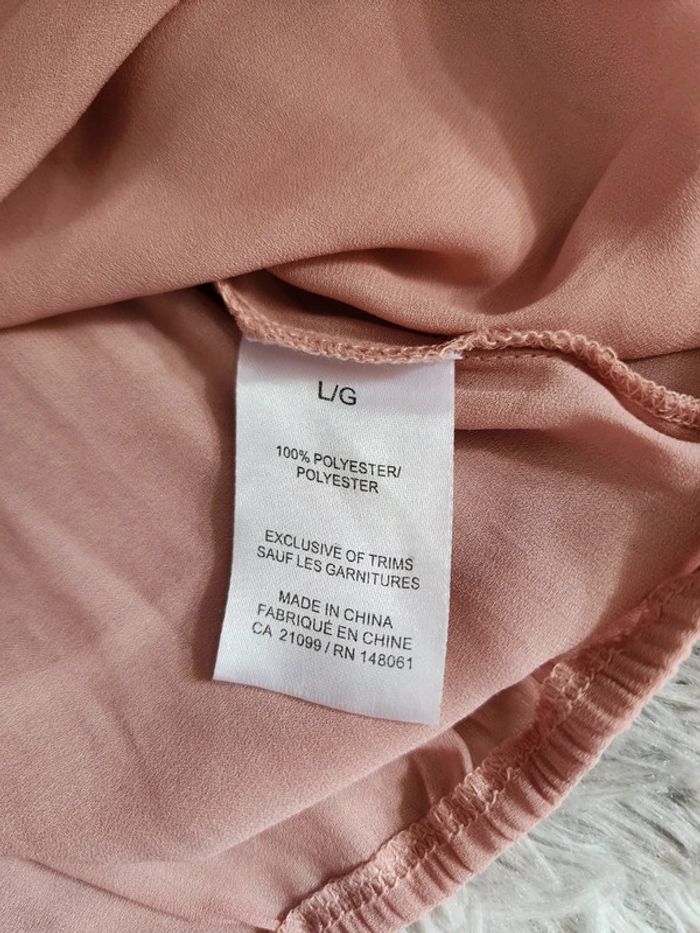 L/G
100% POLYESTER/
POLYESTER
EXCLUSIVE OF TRIMS
SAUF LES GARNITURES
MADE IN CHINA
FABRIQUÉ EN CHINE
CA 21099 / RN 148061